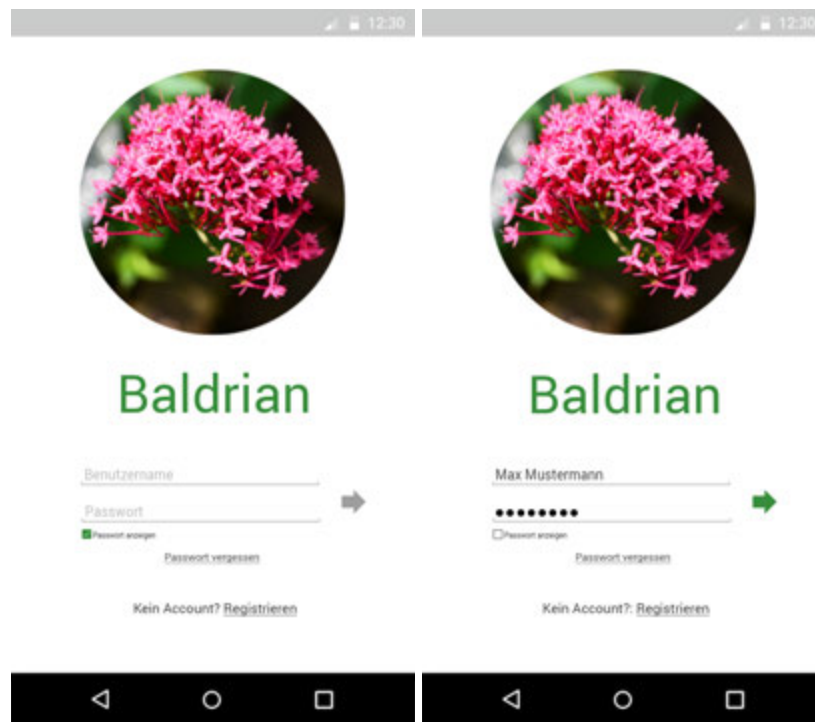 12:30
Baldrian
Benutzername
Passwort
Passwort anzeigen
Passwort vergessen
Kein Account? Registrieren
12:30
Baldrian
Max Mustermann
●●●●●●●●
Passwort anzeigen
Passwort vergessen
Kein Account?: Registrieren